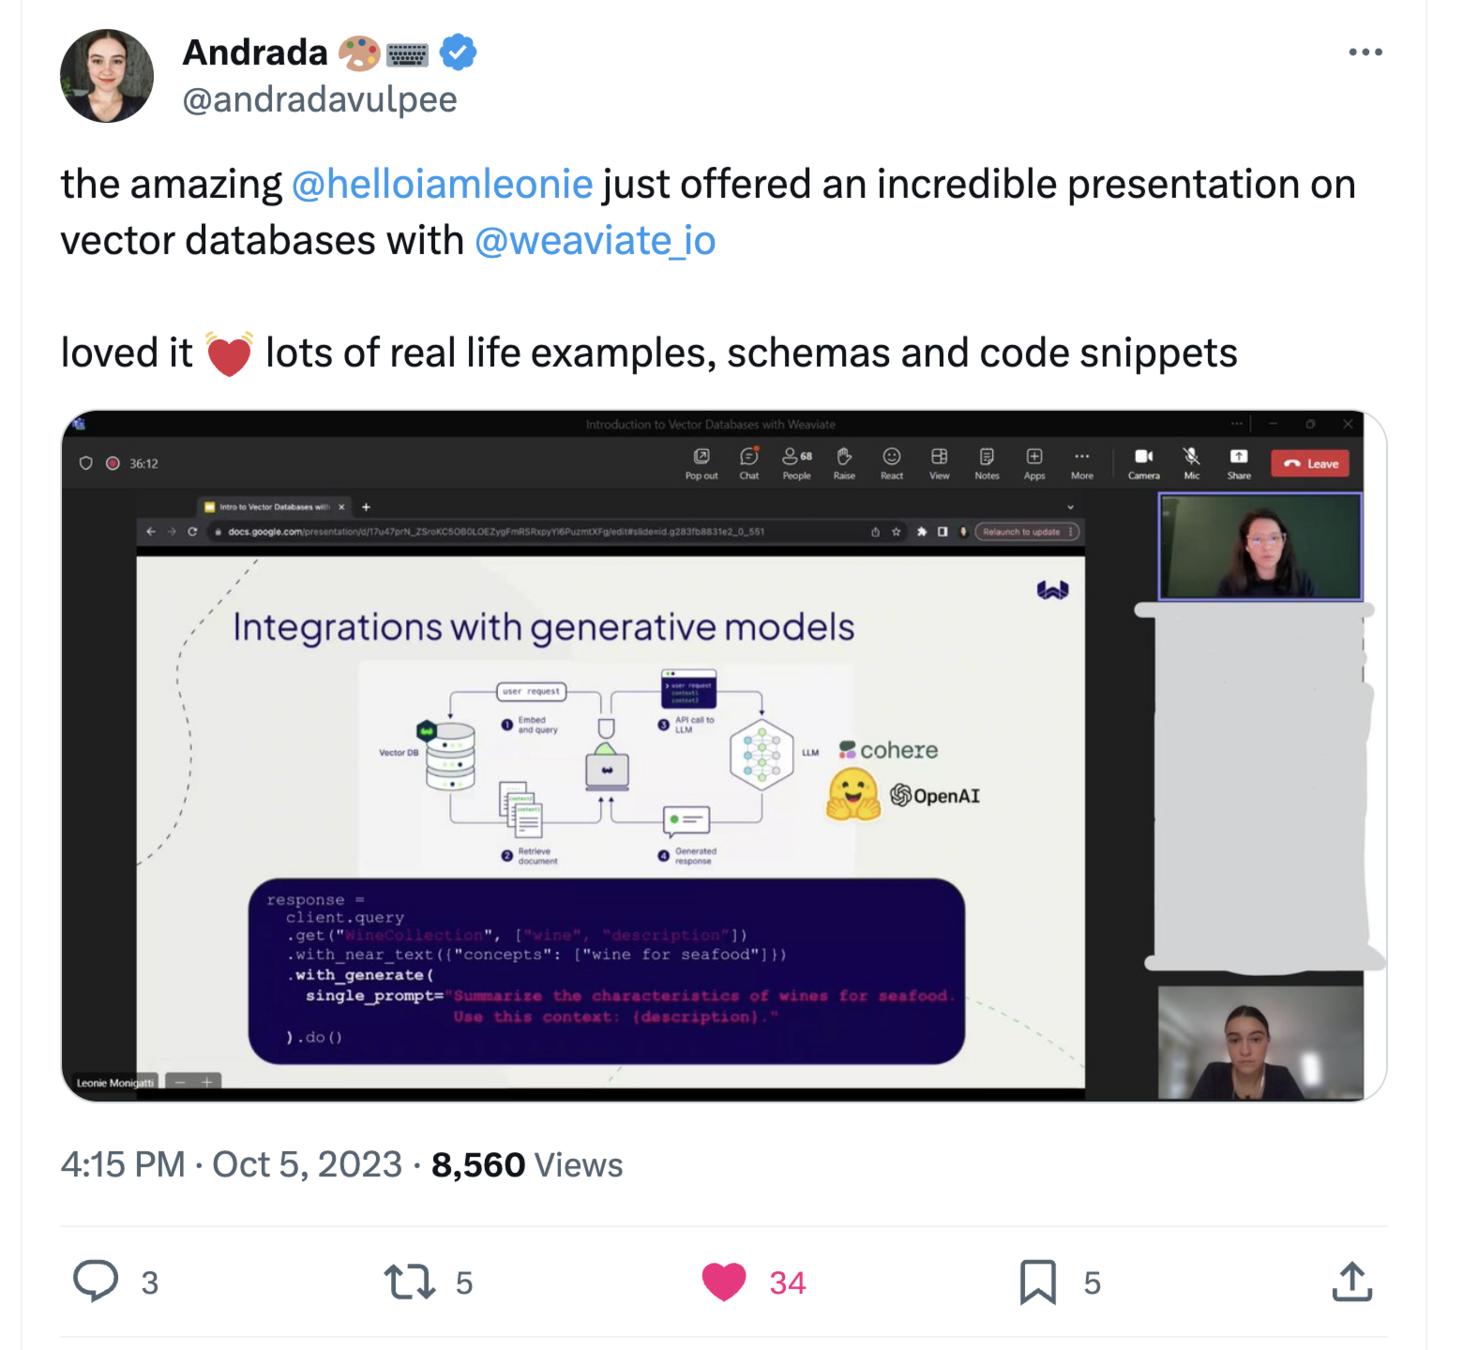 Andrada
@andradavulpee
the amazing @helloiamleonie just offered an incredible presentation on
vector databases with @weaviate_io
loved it lots of real life examples, schemas and code snippets
Introduction to Vector Databases with Weaviate
36:12
Pop out
Chat
68
People
Raise
React
View
Notes
Apps
More
Camera
Mic
Share
Leave
Intro to Vector Databases with
docs.google.com/presentation/d/
Relaunch to update
Integrations with generative models
user request
> user request
context1
context2
1 Embed
and query
3 API call to
LLM
Vector DB
LLM
cohere
OpenAI
context1
context2
2 Retrieve
document
4 Generated
response
response =
client.query
.get("WineCollection", ["wine", "description"])
.with_near_text({"concepts": ["wine for seafood"]})
.with_generate(
single_prompt="Summarize the characteristics of wines for seafood.
Use this context: {description}."
).do()
Leonie Monigatti
4:15 PM · Oct 5, 2023 · 8,560 Views
3
5
34
5